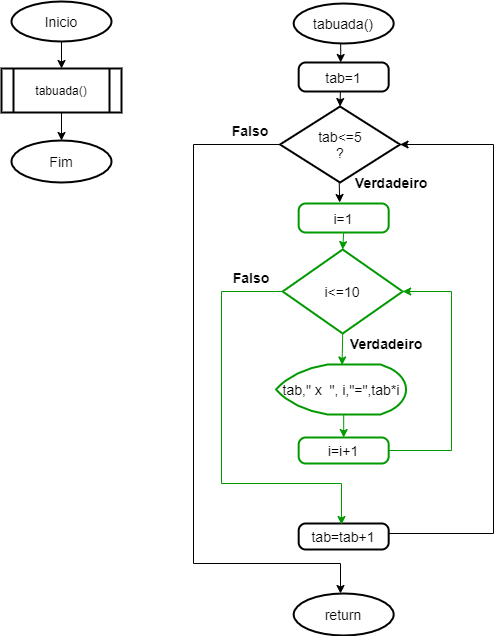 Inicio
tabuada()
Fim
tabuada()
tab=1
tab<=5
?
Falso
Verdadeiro
i=1
i<=10
Falso
Verdadeiro
tab," x  ", i,"=",tab*i
i=i+1
tab=tab+1
return